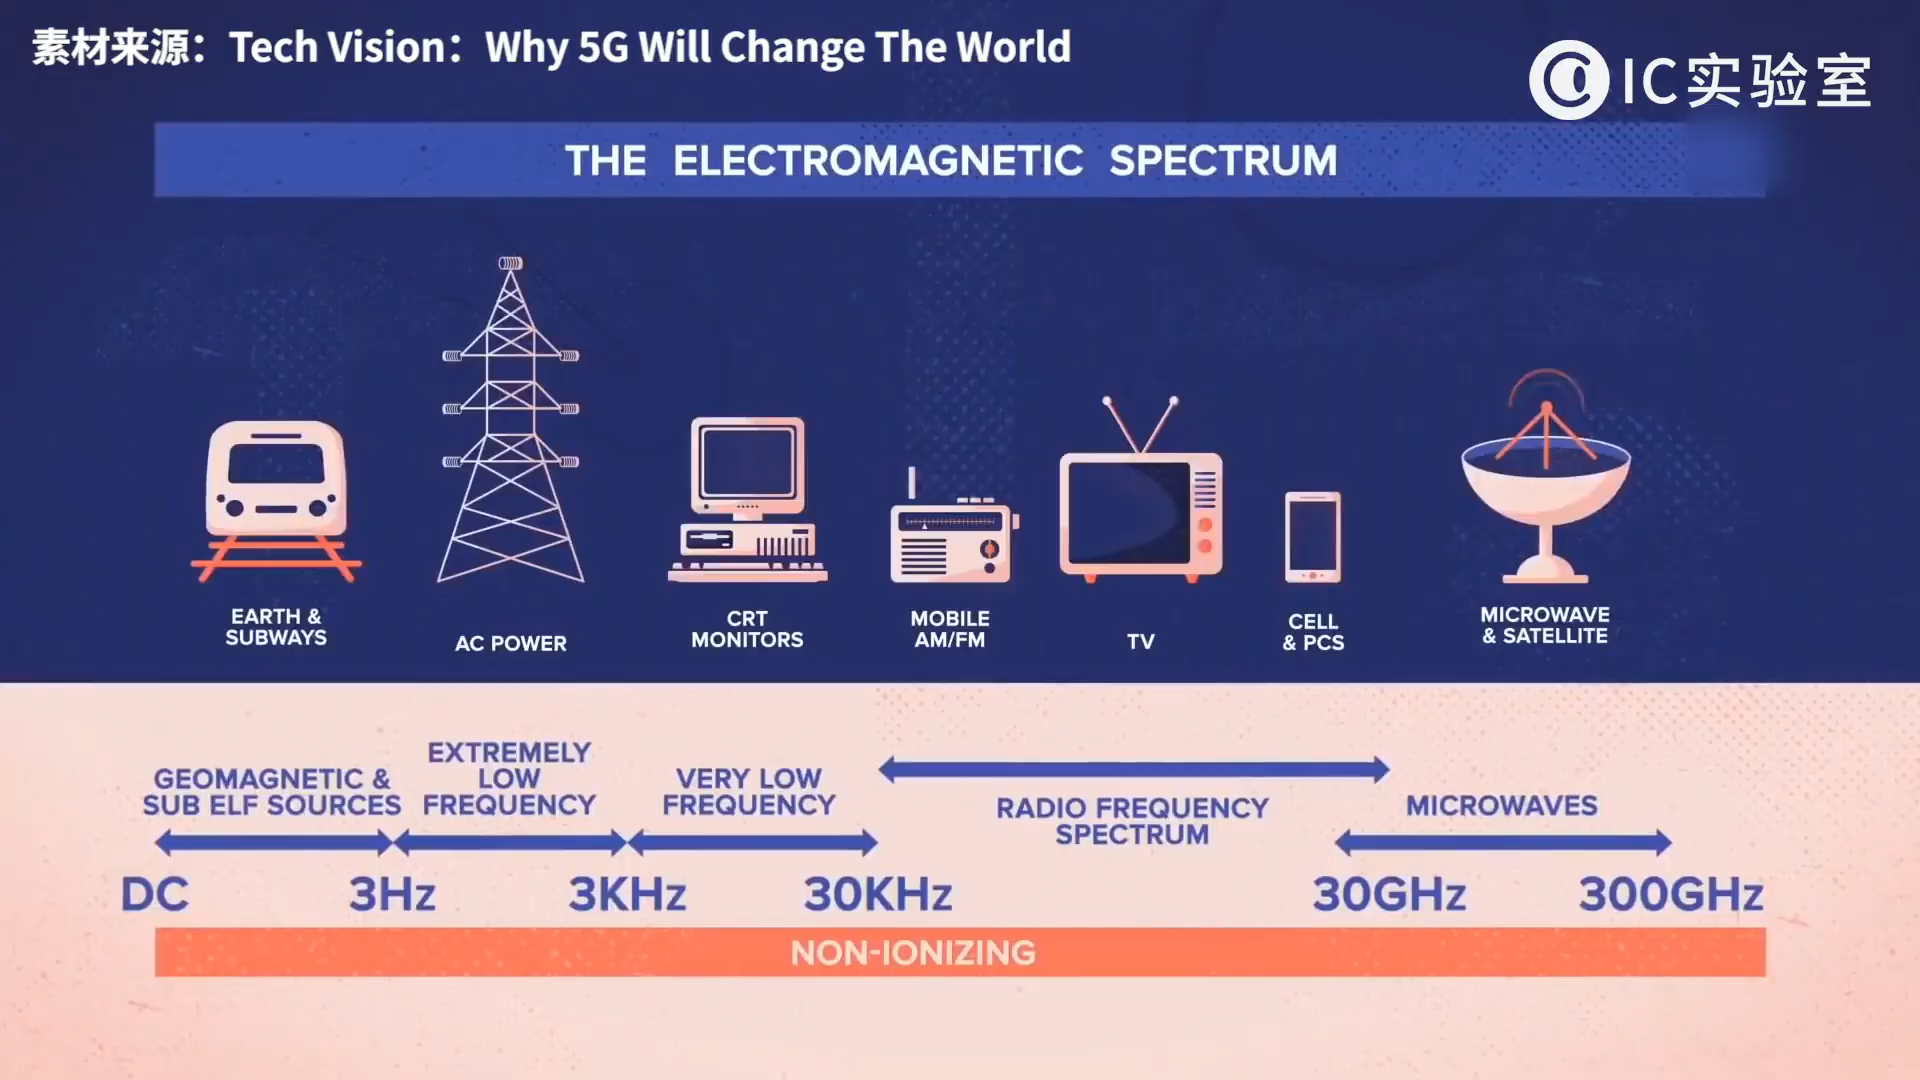 素材来源：Tech Vision：Why 5G Will Change The World
IC实验室
THE ELECTROMAGNETIC SPECTRUM
EARTH &
SUBWAYS
AC POWER
CRT
MONITORS
MOBILE
AM/FM
TV
CELL
& PCS
MICROWAVE
& SATELLITE
GEOMAGNETIC &
SUB ELF SOURCES
EXTREMELY
LOW
FREQUENCY
VERY LOW
FREQUENCY
RADIO FREQUENCY
SPECTRUM
MICROWAVES
DC
3Hz
3KHz
30KHz
30GHz
300GHz
NON-IONIZING